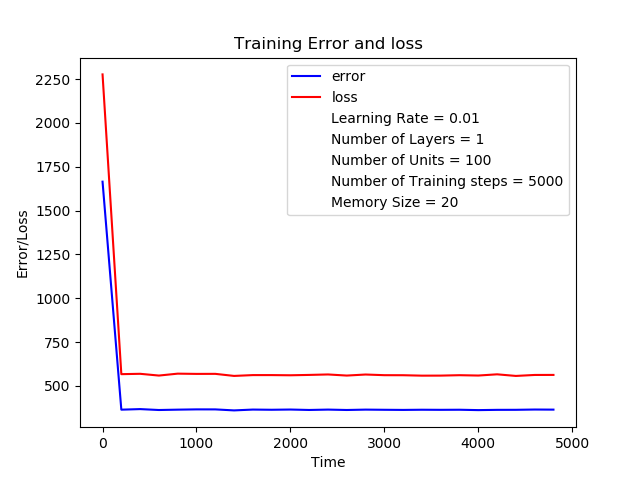 Training Error and loss
error
loss
Learning Rate = 0.01
Number of Layers = 1
Number of Units = 100
Number of Training steps = 5000
Memory Size = 20
2250
2000
1750
1500
1250
1000
750
500
Error/Loss
0 1000 2000 3000 4000 5000
Time